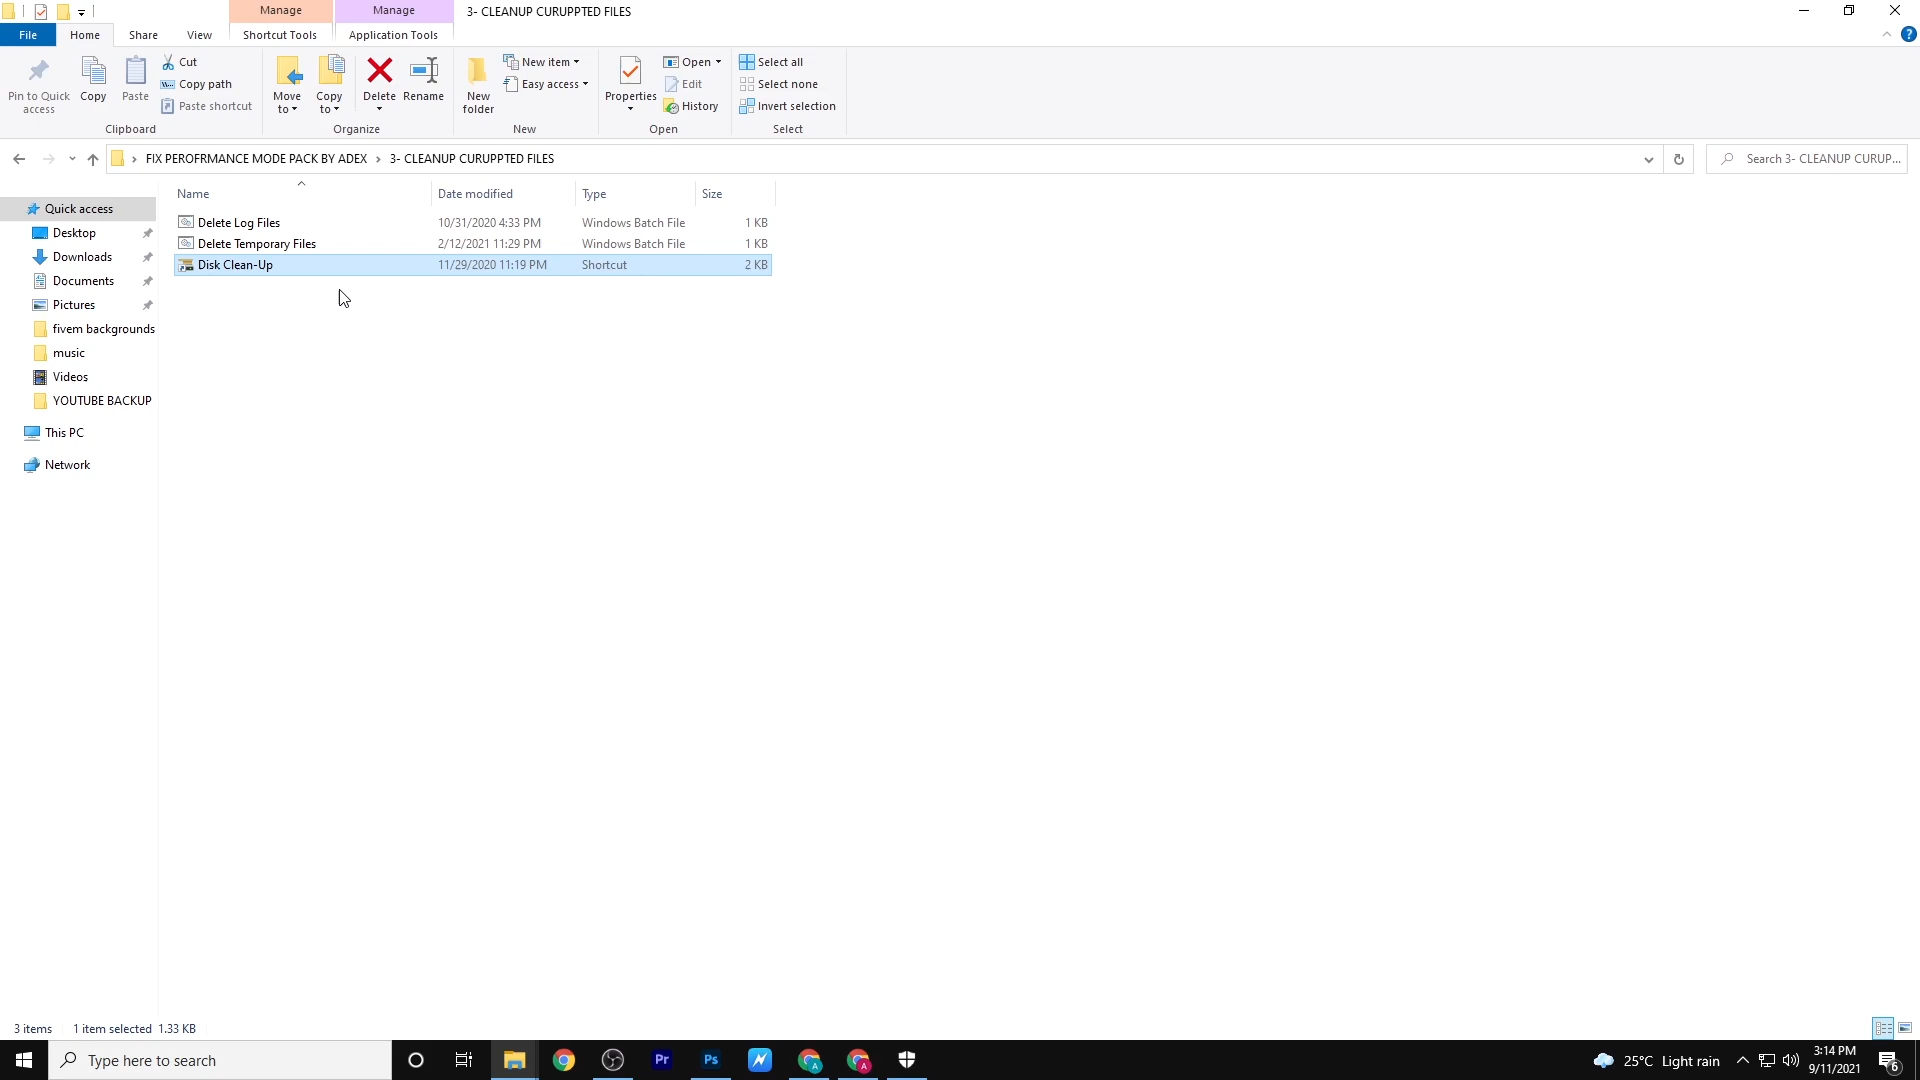 Manage Manage 3- CLEANUP CURUPPTED FILES
File Home Share View Shortcut Tools Application Tools
Pin to Quick access
Copy
Paste
Cut
Copy path
Paste shortcut
Clipboard
Move to
Copy to
Delete
Rename
Organize
New folder
New item
Easy access
New
Properties
Open
Edit
History
Open
Select all
Select none
Invert selection
Select
FIX PEROFRMANCE MODE PACK BY ADEX › 3- CLEANUP CURUPPTED FILES
Search 3- CLEANUP CURUP...
Name Date modified Type Size
Delete Log Files 10/31/2020 4:33 PM Windows Batch File 1 KB
Delete Temporary Files 2/12/2021 11:29 PM Windows Batch File 1 KB
Disk Clean-Up 11/29/2020 11:19 PM Shortcut 2 KB
Quick access
Desktop
Downloads
Documents
Pictures
fivem backgrounds
music
Videos
YOUTUBE BACKUP
This PC
Network
3 items 1 item selected 1.33 KB
Type here to search
Pr
Ps
A
A
25°C Light rain
3:14 PM
9/11/2021
6